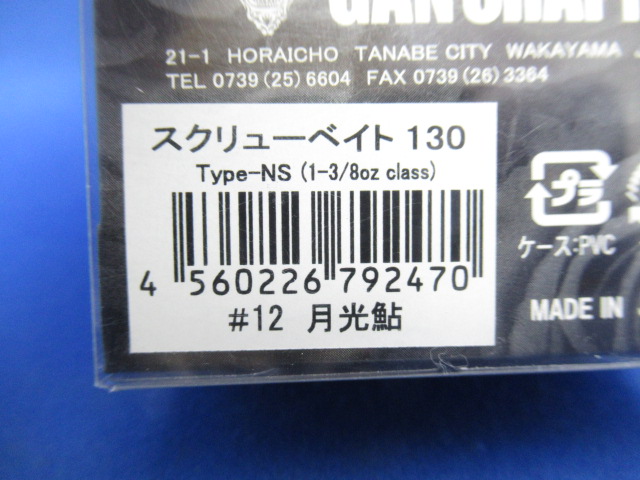 GAN CRAFT
21-1 HORAICHO TANABE CITY WAKAYAMA
TEL 0739(25)6604 FAX 0739(26)3364
スクリューベイト 130
Type-NS (1-3/8oz class)
4 560226 792470
#12 月光鮎
プラ
ケース:PVC
MADE IN